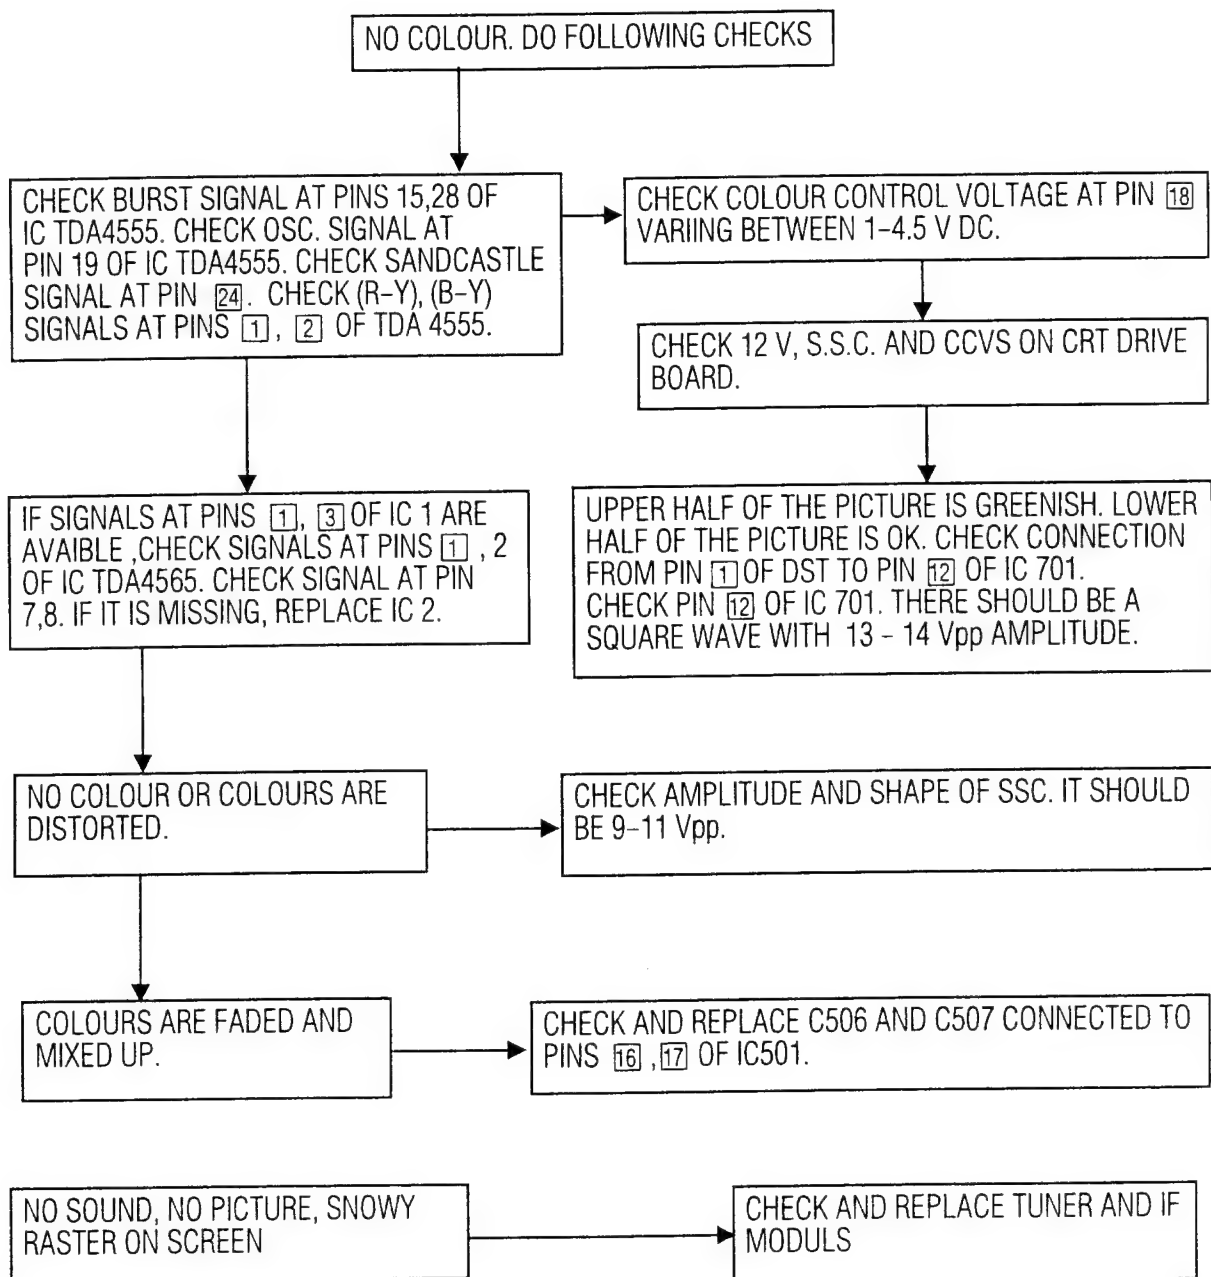 NO COLOUR. DO FOLLOWING CHECKS
CHECK BURST SIGNAL AT PINS 15,28 OF
IC TDA4555. CHECK OSC. SIGNAL AT
PIN 19 OF IC TDA4555. CHECK SANDCASTLE
SIGNAL AT PIN 24. CHECK (R–Y), (B–Y)
SIGNALS AT PINS 1, 2 OF TDA 4555.
CHECK COLOUR CONTROL VOLTAGE AT PIN 18
VARIING BETWEEN 1–4.5 V DC.
CHECK 12 V, S.S.C. AND CCVS ON CRT DRIVE
BOARD.
IF SIGNALS AT PINS 1, 3 OF IC 1 ARE
AVAIBLE ,CHECK SIGNALS AT PINS 1 , 2
OF IC TDA4565. CHECK SIGNAL AT PIN
7,8. IF IT IS MISSING, REPLACE IC 2.
UPPER HALF OF THE PICTURE IS GREENISH. LOWER
HALF OF THE PICTURE IS OK. CHECK CONNECTION
FROM PIN 1 OF DST TO PIN 12 OF IC 701.
CHECK PIN 12 OF IC 701. THERE SHOULD BE A
SQUARE WAVE WITH 13 – 14 Vpp AMPLITUDE.
NO COLOUR OR COLOURS ARE
DISTORTED.
CHECK AMPLITUDE AND SHAPE OF SSC. IT SHOULD
BE 9–11 Vpp.
COLOURS ARE FADED AND
MIXED UP.
CHECK AND REPLACE C506 AND C507 CONNECTED TO
PINS 16 , 17 OF IC501.
NO SOUND, NO PICTURE, SNOWY
RASTER ON SCREEN
CHECK AND REPLACE TUNER AND IF
MODULS